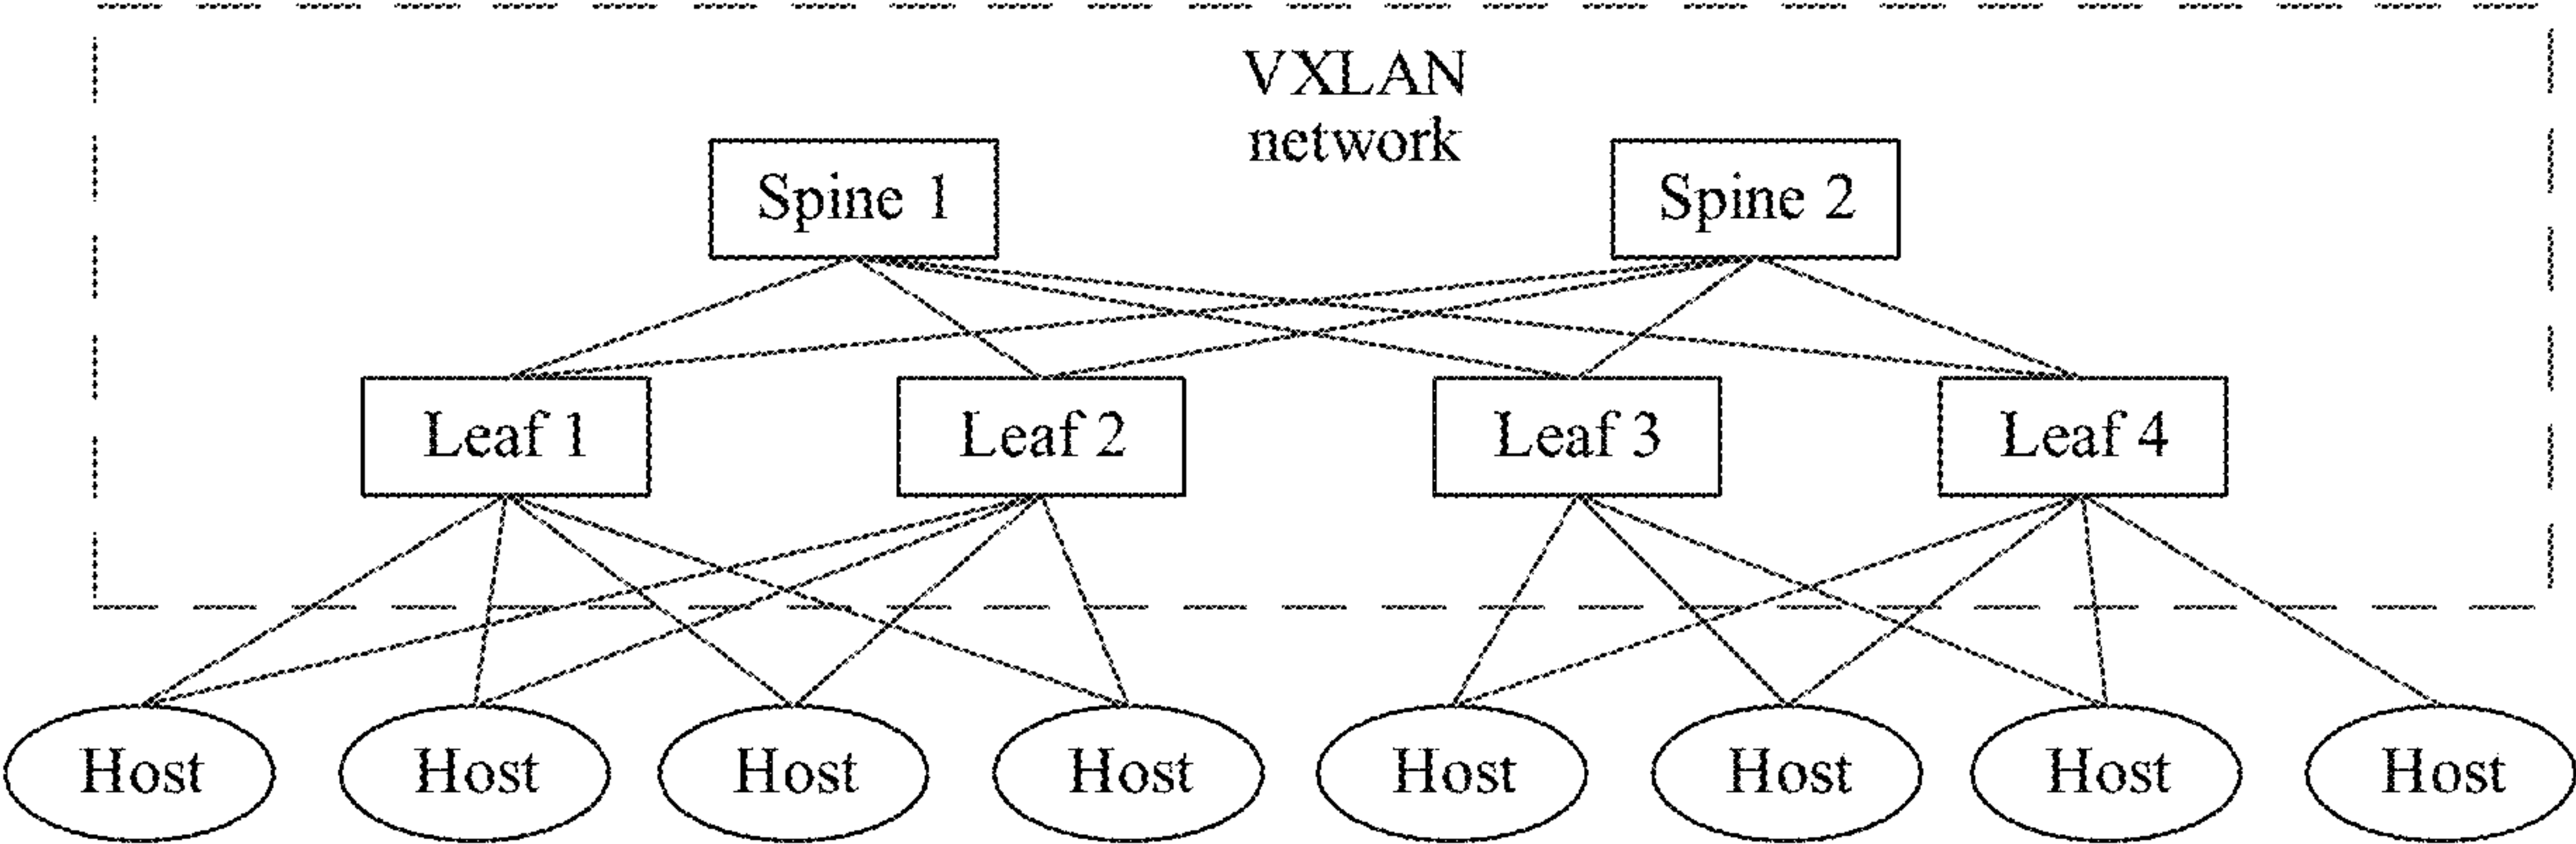 VXLAN
network
Spine 1
Spine 2
Leaf 1
Leaf 2
Leaf 3
Leaf 4
Host
Host
Host
Host
Host
Host
Host
Host